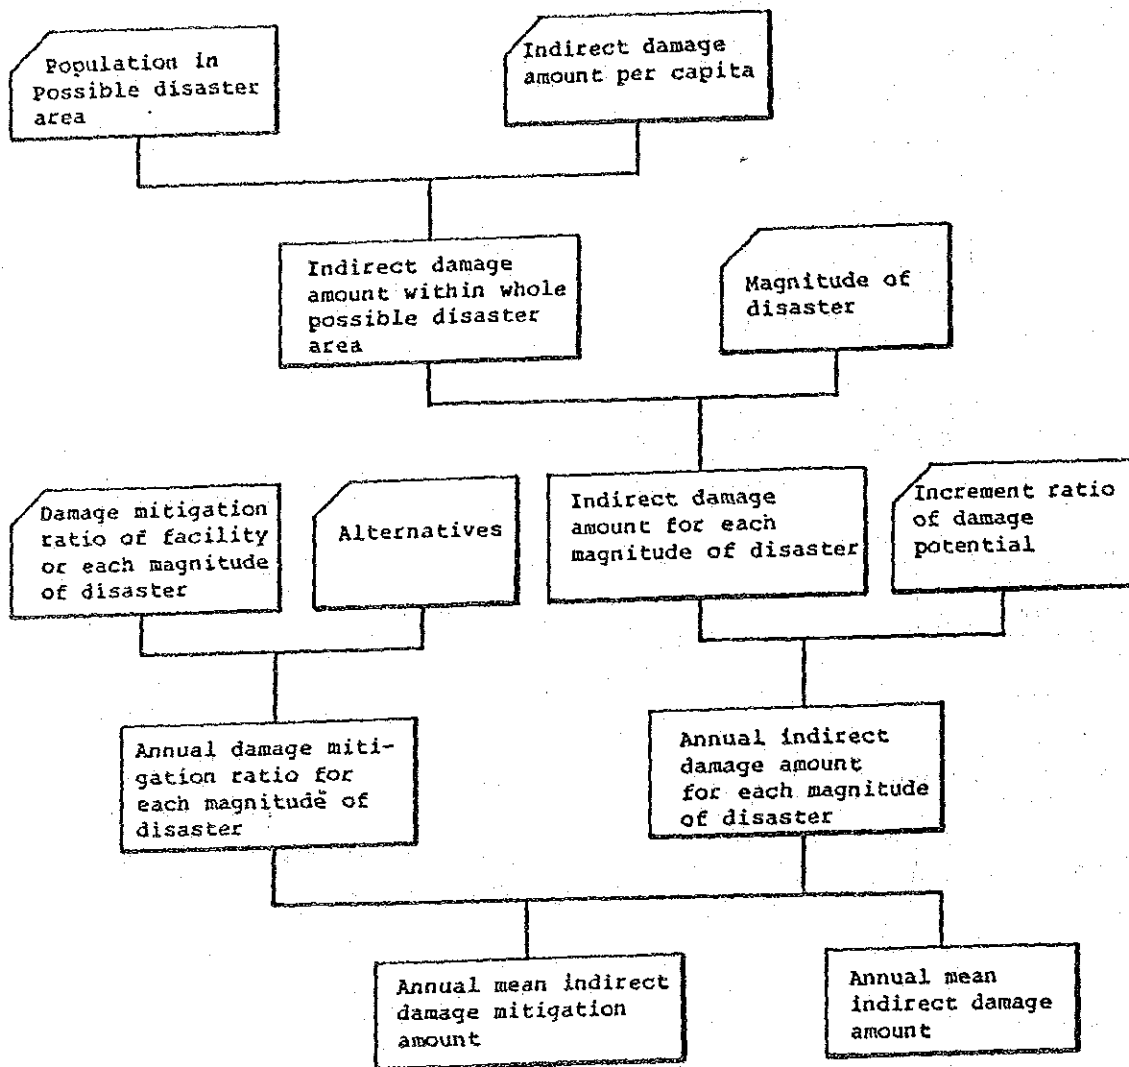 Population in
Possible disaster
area
Indirect damage
amount per capita
Indirect damage
amount within whole
possible disaster
area
Magnitude of
disaster
Damage mitigation
ratio of facility
or each magnitude
of disaster
Alternatives
Indirect damage
amount for each
magnitude of disaster
Increment ratio
of damage
potential
Annual damage miti-
gation ratio for
each magnitude of
disaster
Annual indirect
damage amount
for each magnitude
of disaster
Annual mean indirect
damage mitigation
amount
Annual mean
indirect damage
amount